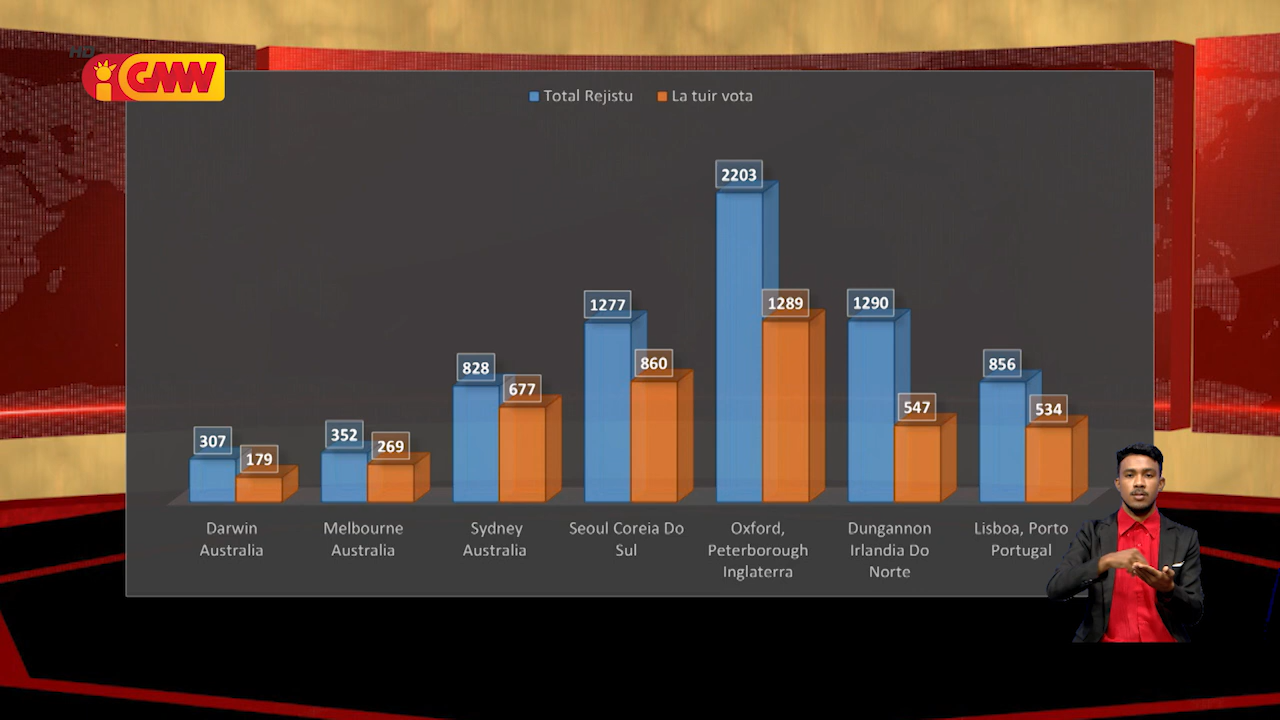 HD
GMN
Total Rejistu
La tuir vota
2203
1277
1289
1290
828
677
860
856
547
534
307
179
352
269
Darwin
Australia
Melbourne
Australia
Sydney
Australia
Seoul Coreia Do
Sul
Oxford,
Peterborough
Inglaterra
Dungannon
Irlandia Do
Norte
Lisboa, Porto
Portugal